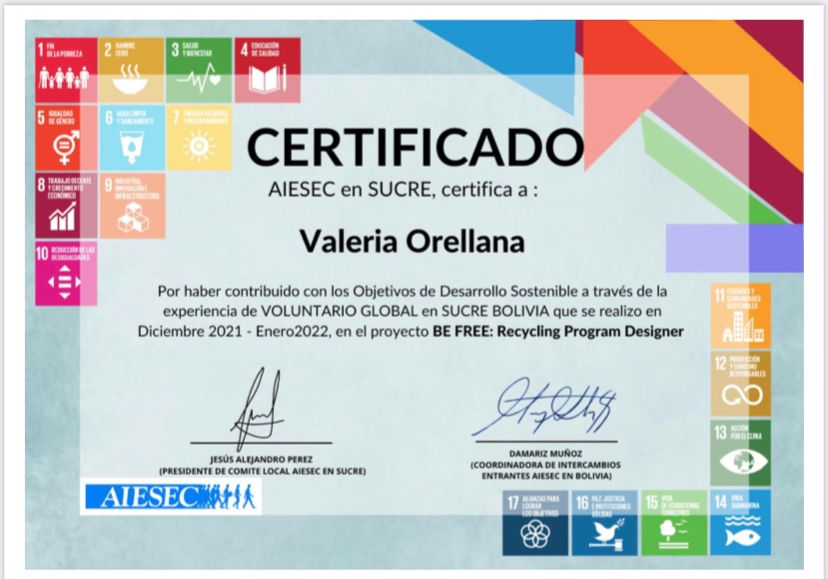 1 FIN
DE LA POBREZA
2 HAMBRE
CERO
3 SALUD
Y BIENESTAR
4 EDUCACIÓN
DE CALIDAD
5 IGUALDAD
DE GÉNERO
6 AGUA LIMPIA
Y SANEAMIENTO
7 ENERGÍA ASEQUIBLE
Y NO CONTAMINANTE
8 TRABAJO DECENTE
Y CRECIMIENTO
ECONÓMICO
9 INDUSTRIA,
INNOVACIÓN E
INFRAESTRUCTURA
10 REDUCCIÓN DE LAS
DESIGUALDADES
CERTIFICADO
AIESEC en SUCRE, certifica a :
Valeria Orellana
Por haber contribuido con los Objetivos de Desarrollo Sostenible a través de la
experiencia de VOLUNTARIO GLOBAL en SUCRE BOLIVIA que se realizo en
Diciembre 2021 - Enero2022, en el proyecto BE FREE: Recycling Program Designer
JESÚS ALEJANDRO PEREZ
(PRESIDENTE DE COMITE LOCAL AIESEC EN SUCRE)
DAMARIZ MUÑOZ
(COORDINADORA DE INTERCAMBIOS
ENTRANTES AIESEC EN BOLIVIA)
AIESEC
11 CIUDADES Y
COMUNIDADES
SOSTENIBLES
12 PRODUCCIÓN
Y CONSUMO
RESPONSABLES
13 ACCIÓN
POR EL CLIMA
17 ALIANZAS PARA
LOGRAR
LOS OBJETIVOS
16 PAZ, JUSTICIA
E INSTITUCIONES
SÓLIDAS
15 VIDA
DE ECOSISTEMAS
TERRESTRES
14 VIDA
SUBMARINA